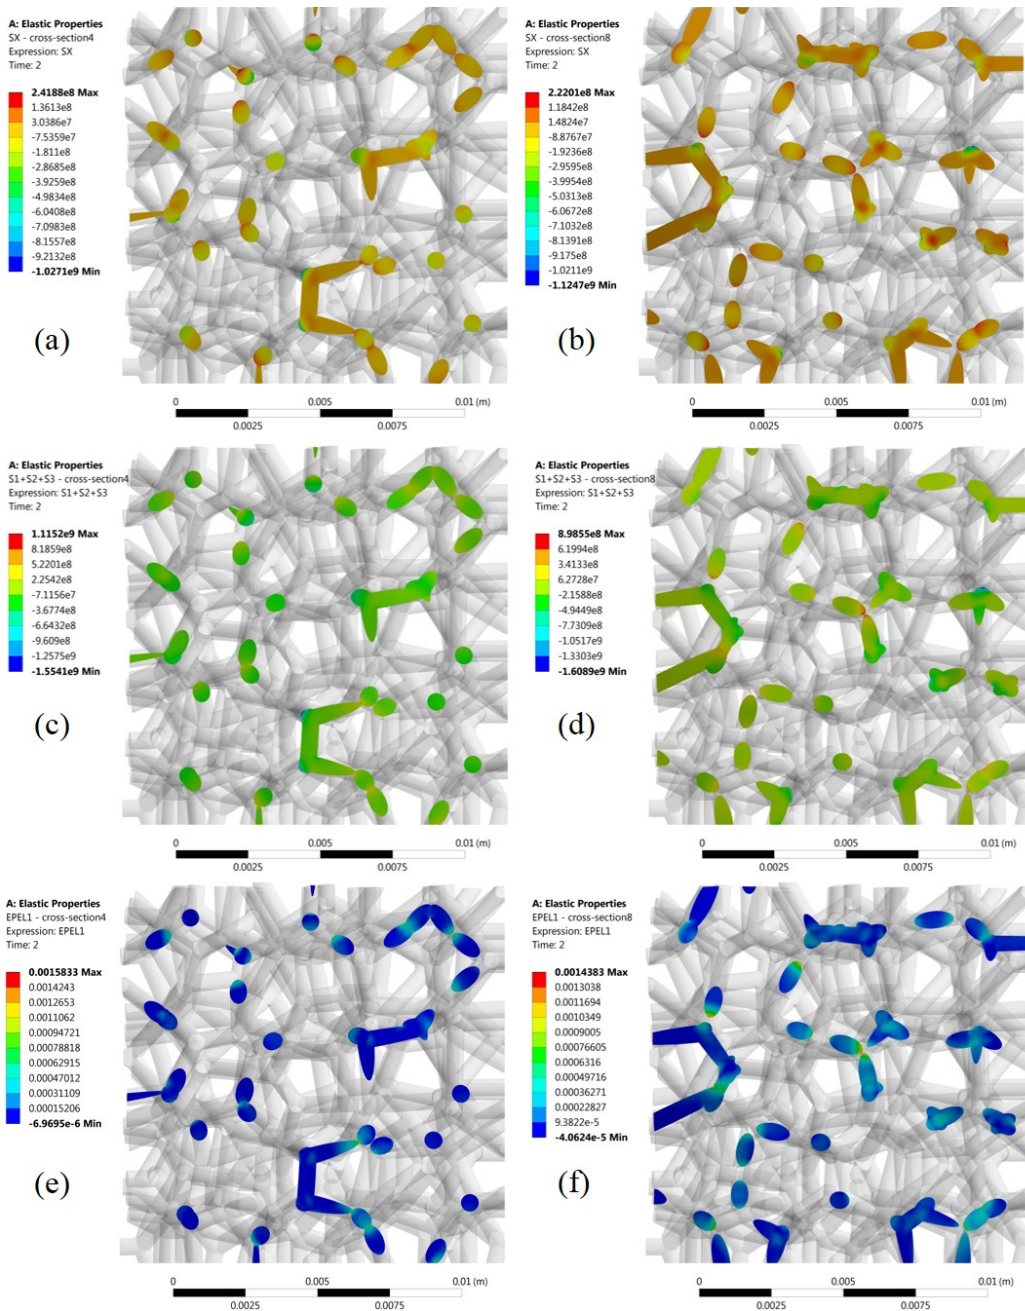 A: Elastic Properties
SX - cross-section4
Expression: SX
Time: 2
2.4188e8 Max
1.3613e8
3.0386e7
-7.5359e7
-1.811e8
-2.8685e8
-3.9259e8
-4.9834e8
-6.0408e8
-7.0983e8
-8.1557e8
-9.2132e8
-1.0271e9 Min
(a)
0 0.005 0.01 (m)
0.0025 0.0075
A: Elastic Properties
SX - cross-section8
Expression: SX
Time: 2
2.2201e8 Max
1.1842e8
1.4824e7
-8.8767e7
-1.9236e8
-2.9595e8
-3.9954e8
-5.0313e8
-6.0672e8
-7.1032e8
-8.1391e8
-9.175e8
-1.0211e9
-1.1247e9 Min
(b)
0 0.005 0.01 (m)
0.0025 0.0075
A: Elastic Properties
S1+S2+S3 - cross-section4
Expression: S1+S2+S3
Time: 2
1.1152e9 Max
8.1859e8
5.2201e8
2.2542e8
-7.1156e7
-3.6774e8
-6.6432e8
-9.609e8
-1.2575e9
-1.5541e9 Min
(c)
0 0.005 0.01 (m)
0.0025 0.0075
A: Elastic Properties
S1+S2+S3 - cross-section8
Expression: S1+S2+S3
Time: 2
8.9855e8 Max
6.1994e8
3.4133e8
6.2728e7
-2.1588e8
-4.9449e8
-7.7309e8
-1.0517e9
-1.3303e9
-1.6089e9 Min
(d)
0 0.005 0.01 (m)
0.0025 0.0075
A: Elastic Properties
EPEL1 - cross-section4
Expression: EPEL1
Time: 2
0.0015833 Max
0.0014243
0.0012653
0.0011062
0.00094721
0.00078818
0.00062915
0.00047012
0.00031109
0.00015206
-6.9695e-6 Min
(e)
0 0.005 0.01 (m)
0.0025 0.0075
A: Elastic Properties
EPEL1 - cross-section8
Expression: EPEL1
Time: 2
0.0014383 Max
0.0013038
0.0011694
0.0010349
0.0009005
0.00076605
0.0006316
0.00049716
0.00036271
0.00022827
9.3822e-5
-4.0624e-5 Min
(f)
0 0.005 0.01 (m)
0.0025 0.0075